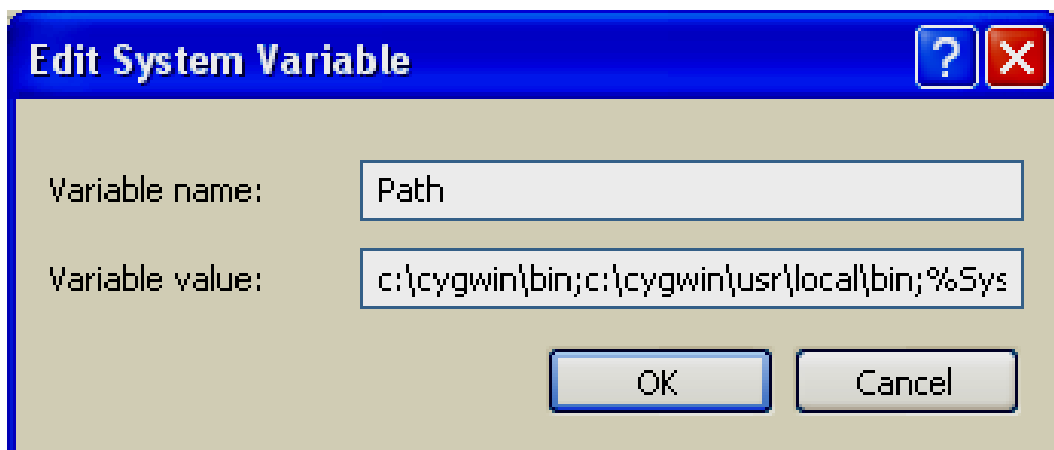 Edit System Variable
Variable name: Path
Variable value: c:\cygwin\bin;c:\cygwin\usr\local\bin;%Sys
OK Cancel